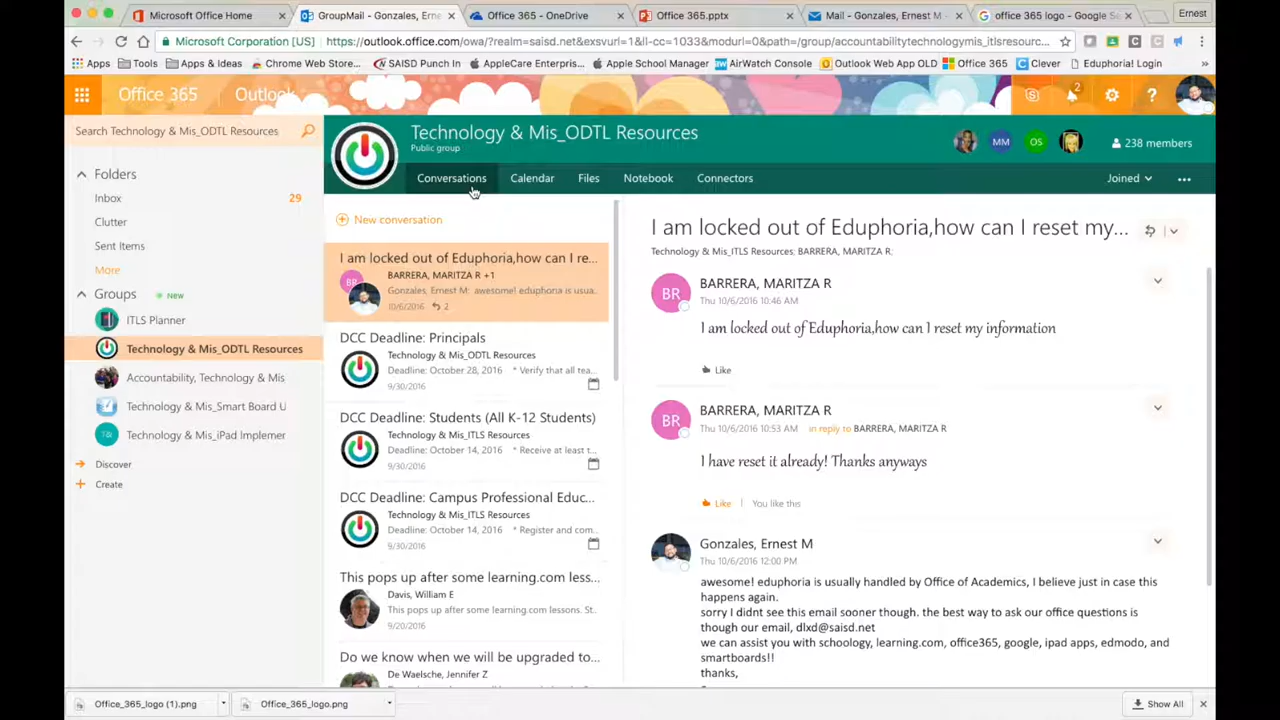 Microsoft Office Home
GroupMail - Gonzales, Erne
Office 365 - OneDrive
Office 365.pptx
Mail - Gonzales, Ernest M -
office 365 logo - Google Se
Ernest
Microsoft Corporation [US]
https://outlook.office.com/owa/?realm=saisd.net&exsvurl=1&ll-cc=1033&modurl=0&path=/group/accountabilitytechnologymis_itlsresourc...
Apps
Tools
Apps & Ideas
Chrome Web Store...
SAISD Punch In
AppleCare Enterpris...
Apple School Manager
AirWatch Console
Outlook Web App OLD
Office 365
Clever
Eduphoria! Login
Office 365
Outlook
2
?
Search Technology & Mis_ODTL Resources
Folders
Inbox
29
Clutter
Sent Items
More
Groups
New
ITLS Planner
Technology & Mis_ODTL Resources
Accountability, Technology & Mis
Technology & Mis_Smart Board U
T&
Technology & Mis_iPad Implemer
Discover
Create
Technology & Mis_ODTL Resources
Public group
MM
OS
238 members
Conversations
Calendar
Files
Notebook
Connectors
Joined
New conversation
I am locked out of Eduphoria,how can I re...
BR
BARRERA, MARITZA R +1
Gonzales, Ernest M: awesome! eduphoria is usua...
10/6/2016
2
DCC Deadline: Principals
Technology & Mis_ODTL Resources
Deadline: October 28, 2016 * Verify that all tea...
9/30/2016
DCC Deadline: Students (All K-12 Students)
Technology & Mis_ITLS Resources
Deadline: October 14, 2016 * Receive at least t...
9/30/2016
DCC Deadline: Campus Professional Educ...
Technology & Mis_ITLS Resources
Deadline: October 14, 2016 * Register and com...
9/30/2016
This pops up after some learning.com less...
Davis, William E
This pops up after some learning.com lessons. St...
9/20/2016
Do we know when we will be upgraded to...
De Waelsche, Jennifer Z
I am locked out of Eduphoria,how can I reset my...
Technology & Mis_ITLS Resources; BARRERA, MARITZA R;
BR
BARRERA, MARITZA R
Thu 10/6/2016 10:46 AM
I am locked out of Eduphoria,how can I reset my information
Like
BR
BARRERA, MARITZA R
Thu 10/6/2016 10:53 AM in reply to BARRERA, MARITZA R
I have reset it already! Thanks anyways
Like
You like this
Gonzales, Ernest M
Thu 10/6/2016 12:00 PM
awesome! eduphoria is usually handled by Office of Academics, I believe just in case this
happens again.
sorry I didnt see this email sooner though. the best way to ask our office questions is
though our email, dlxd@saisd.net
we can assist you with schoology, learning.com, office365, google, ipad apps, edmodo, and
smartboards!!
thanks,
Office_365_logo (1).png
Office_365_logo.png
Show All